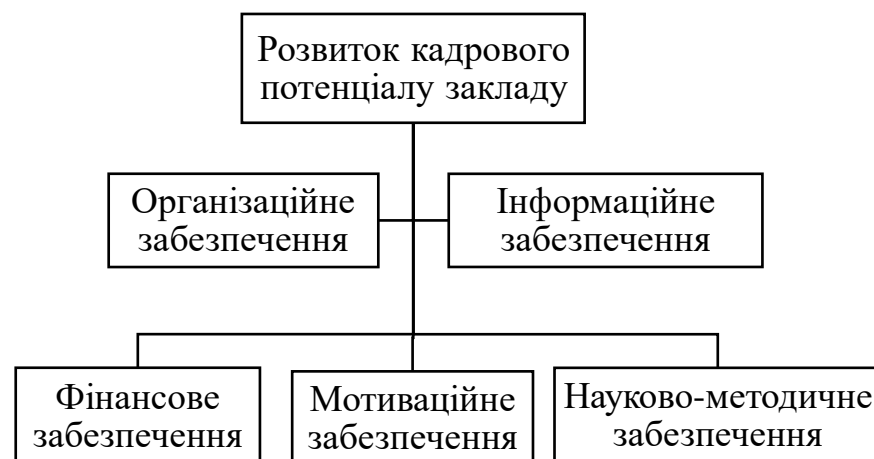 Розвиток кадрового
потенціалу закладу
Організаційне
забезпечення
Інформаційне
забезпечення
Фінансове
забезпечення
Мотиваційне
забезпечення
Науково-методичне
забезпечення